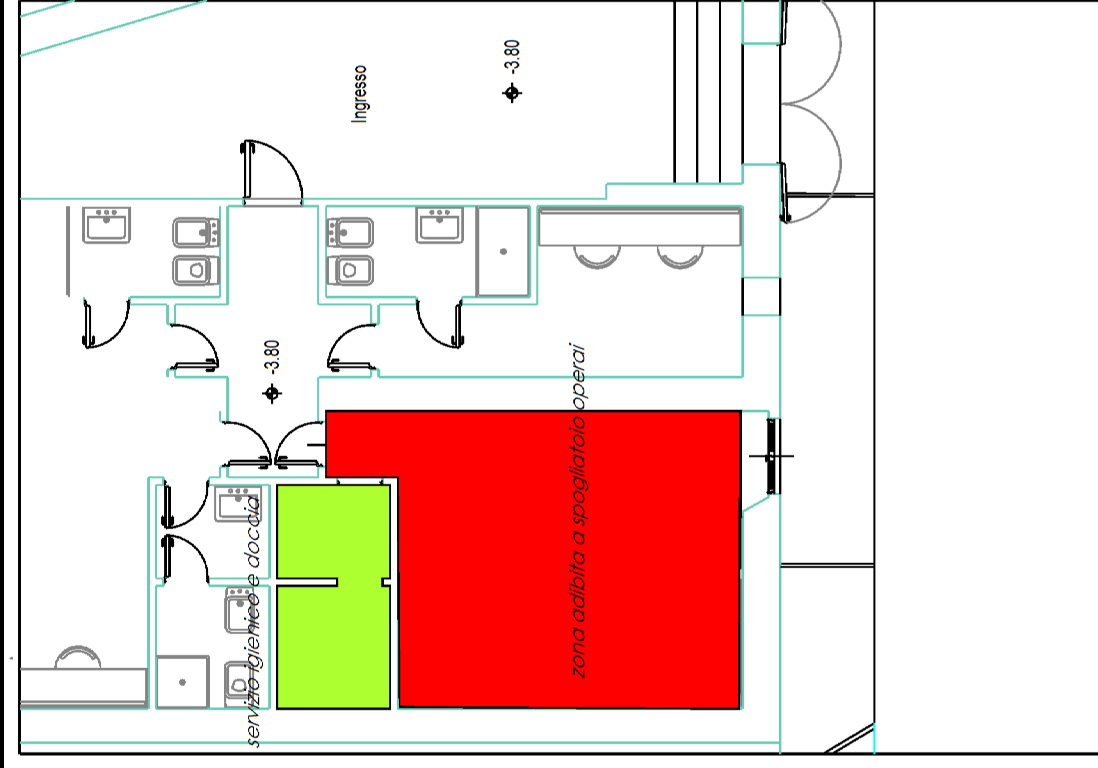 Ingresso
-3.80
-3.80
servizio igienico e doccia
zona adibita a spogliatoio operai